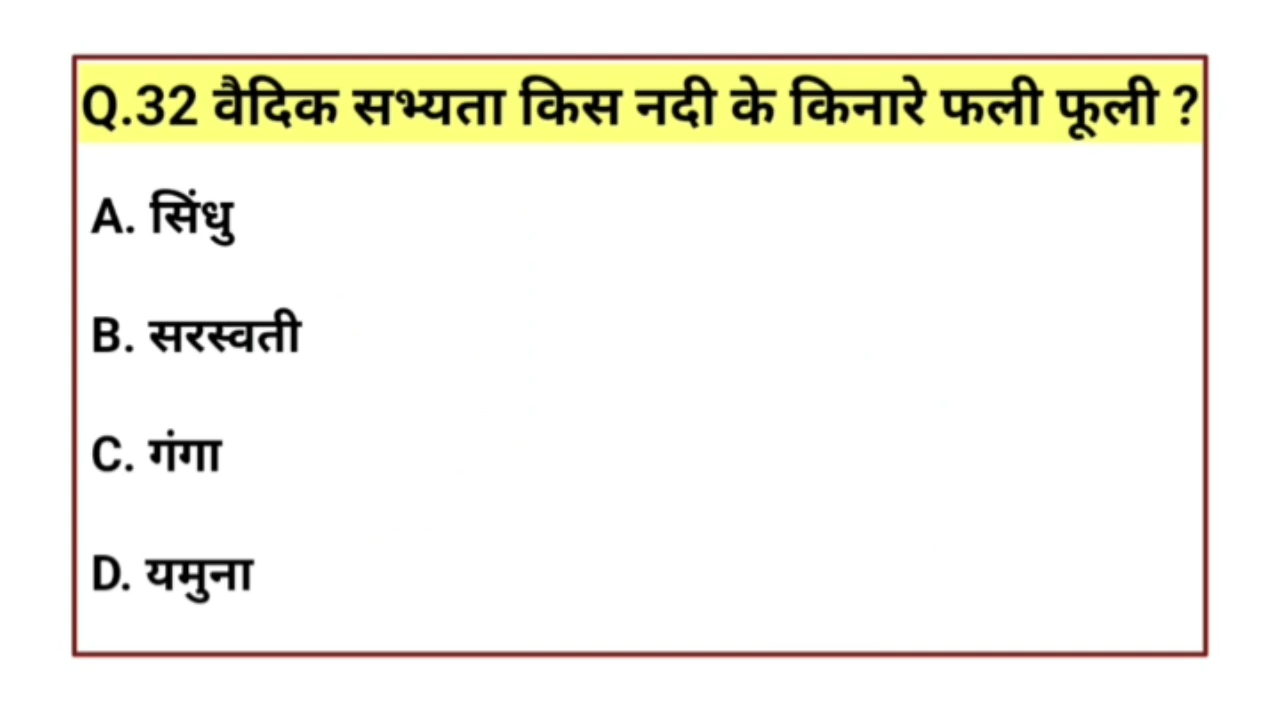 Q.32 वैदिक सभ्यता किस नदी के किनारे फली फूली ?
A. सिंधु
B. सरस्वती
C. गंगा
D. यमुना